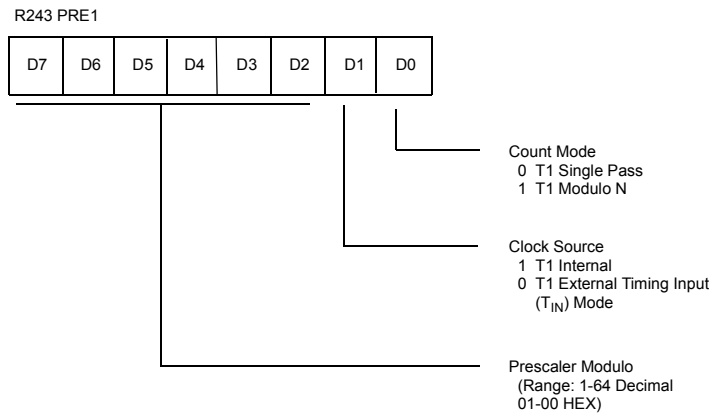 R243 PRE1
D7 D6 D5 D4 D3 D2 D1 D0
Count Mode
0 T1 Single Pass
1 T1 Modulo N
Clock Source
1 T1 Internal
0 T1 External Timing Input
(TIN) Mode
Prescaler Modulo
(Range: 1-64 Decimal
01-00 HEX)